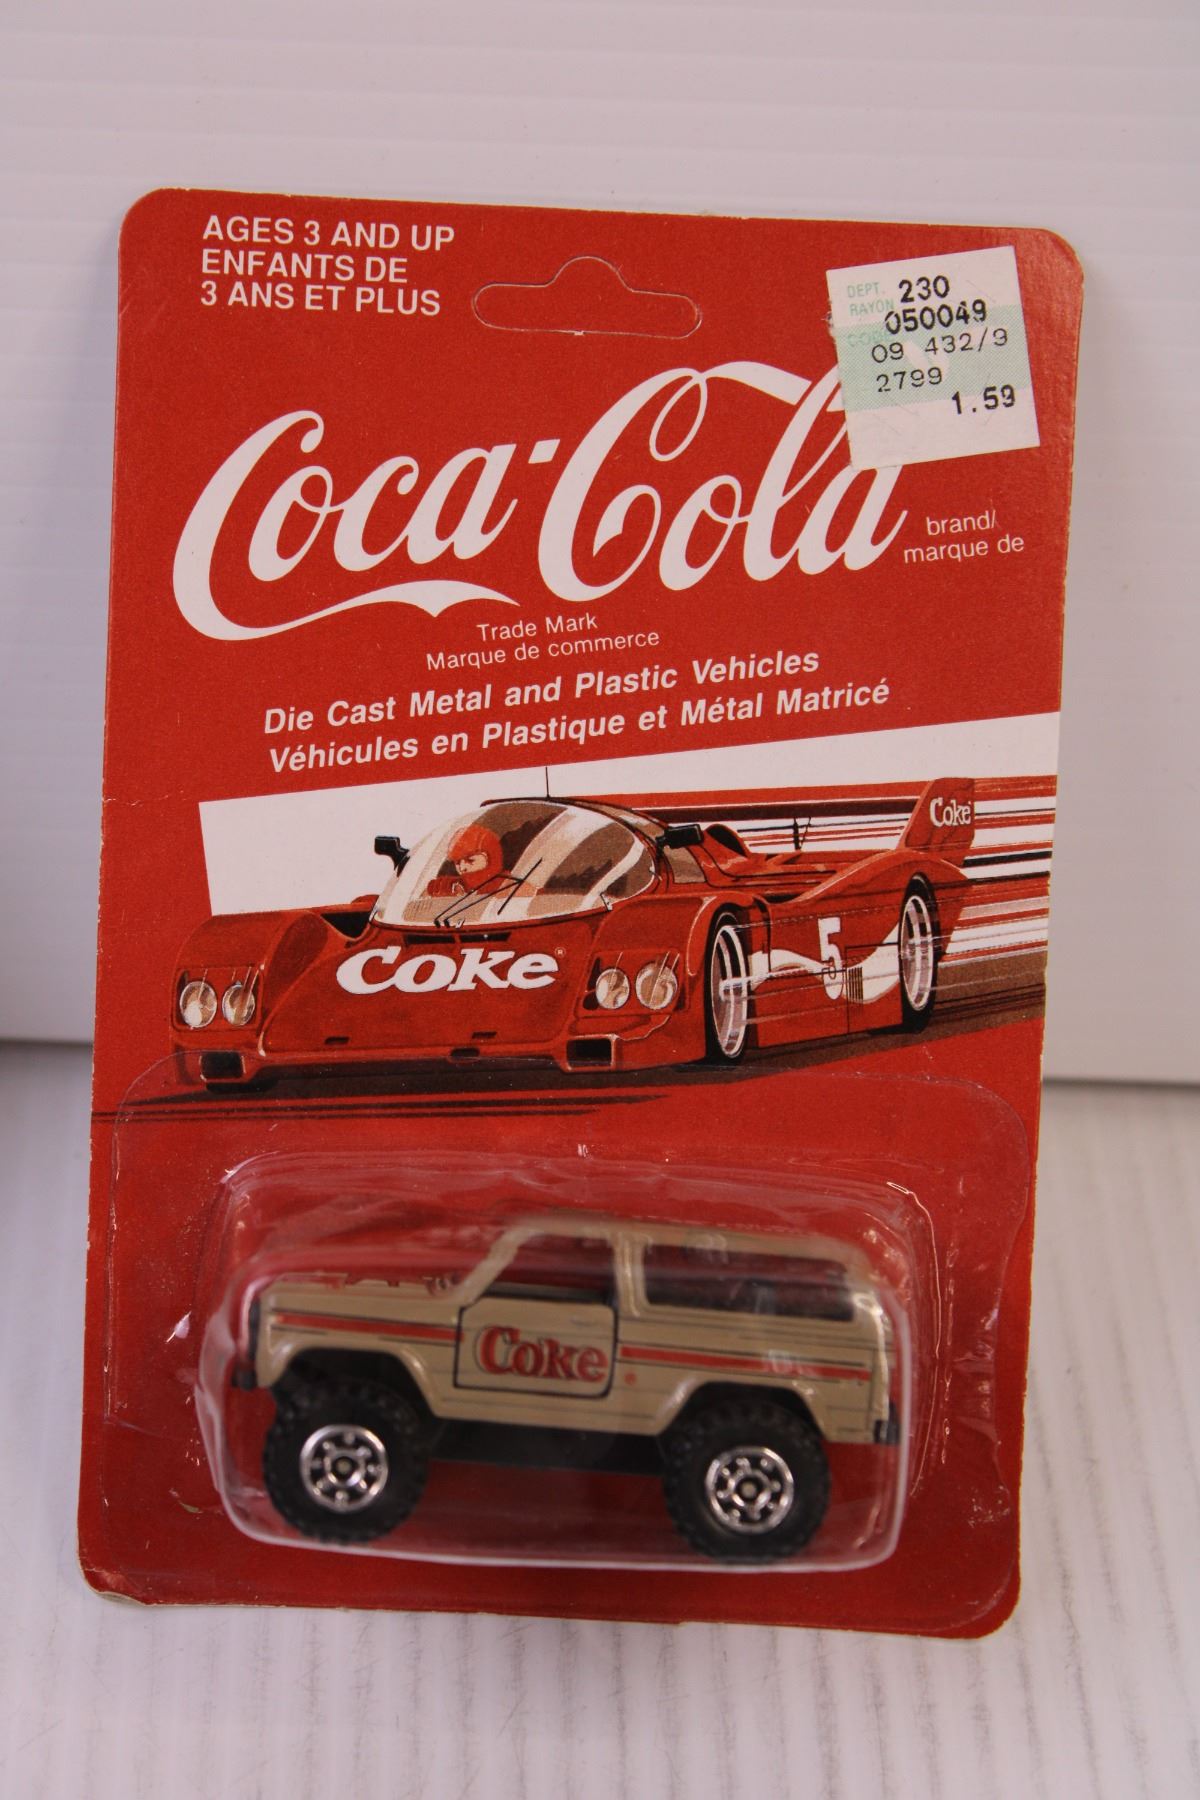 AGES 3 AND UP
ENFANTS DE
3 ANS ET PLUS
DEPT. 230
RAYON
050049
CODE
09 432/9
2799
1.59
Coca-Cola
brand/
marque de
Trade Mark
Marque de commerce
Die Cast Metal and Plastic Vehicles
Véhicules en Plastique et Métal Matricé
Coke
Coke®
5
Coke